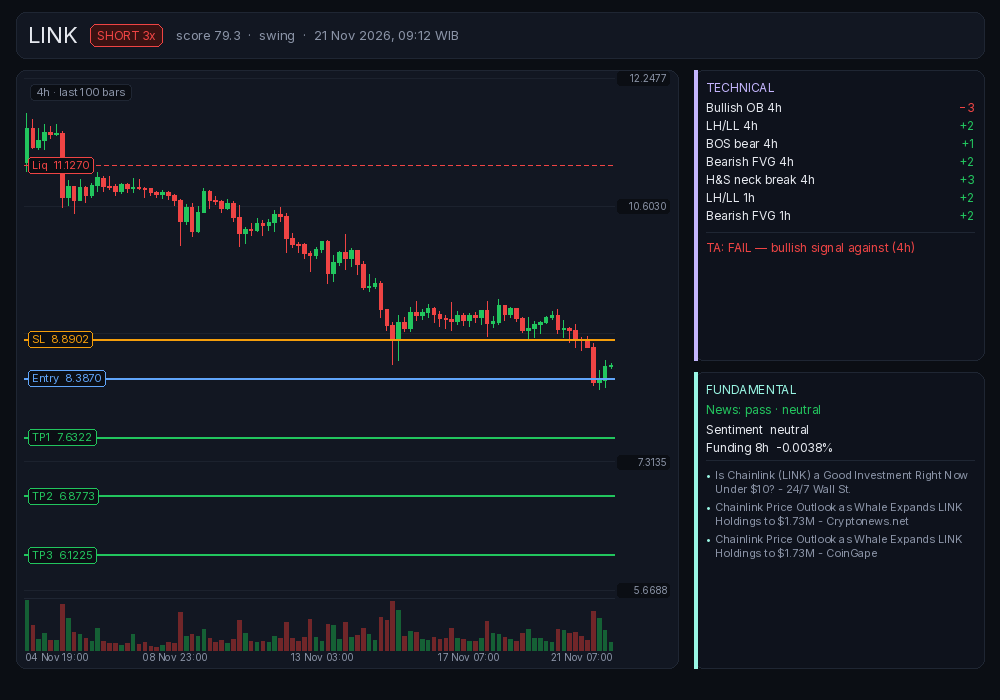 LINK SHORT 3x score 79.3 · swing · 21 Nov 2026, 09:12 WIB
4h · last 100 bars
12.2477
Liq 11.1270
10.6030
SL 8.8902
Entry 8.3870
TP1 7.6322
7.3135
TP2 6.8773
TP3 6.1225
5.6688
04 Nov 19:00 08 Nov 23:00 13 Nov 03:00 17 Nov 07:00 21 Nov 07:00
TECHNICAL
Bullish OB 4h −3
LH/LL 4h +2
BOS bear 4h +1
Bearish FVG 4h +2
H&S neck break 4h +3
LH/LL 1h +2
Bearish FVG 1h +2
TA: FAIL — bullish signal against (4h)
FUNDAMENTAL
News: pass · neutral
Sentiment neutral
Funding 8h -0.0038%
• Is Chainlink (LINK) a Good Investment Right Now
Under $10? - 24/7 Wall St.
• Chainlink Price Outlook as Whale Expands LINK
Holdings to $1.73M - Cryptonews.net
• Chainlink Price Outlook as Whale Expands LINK
Holdings to $1.73M - CoinGape